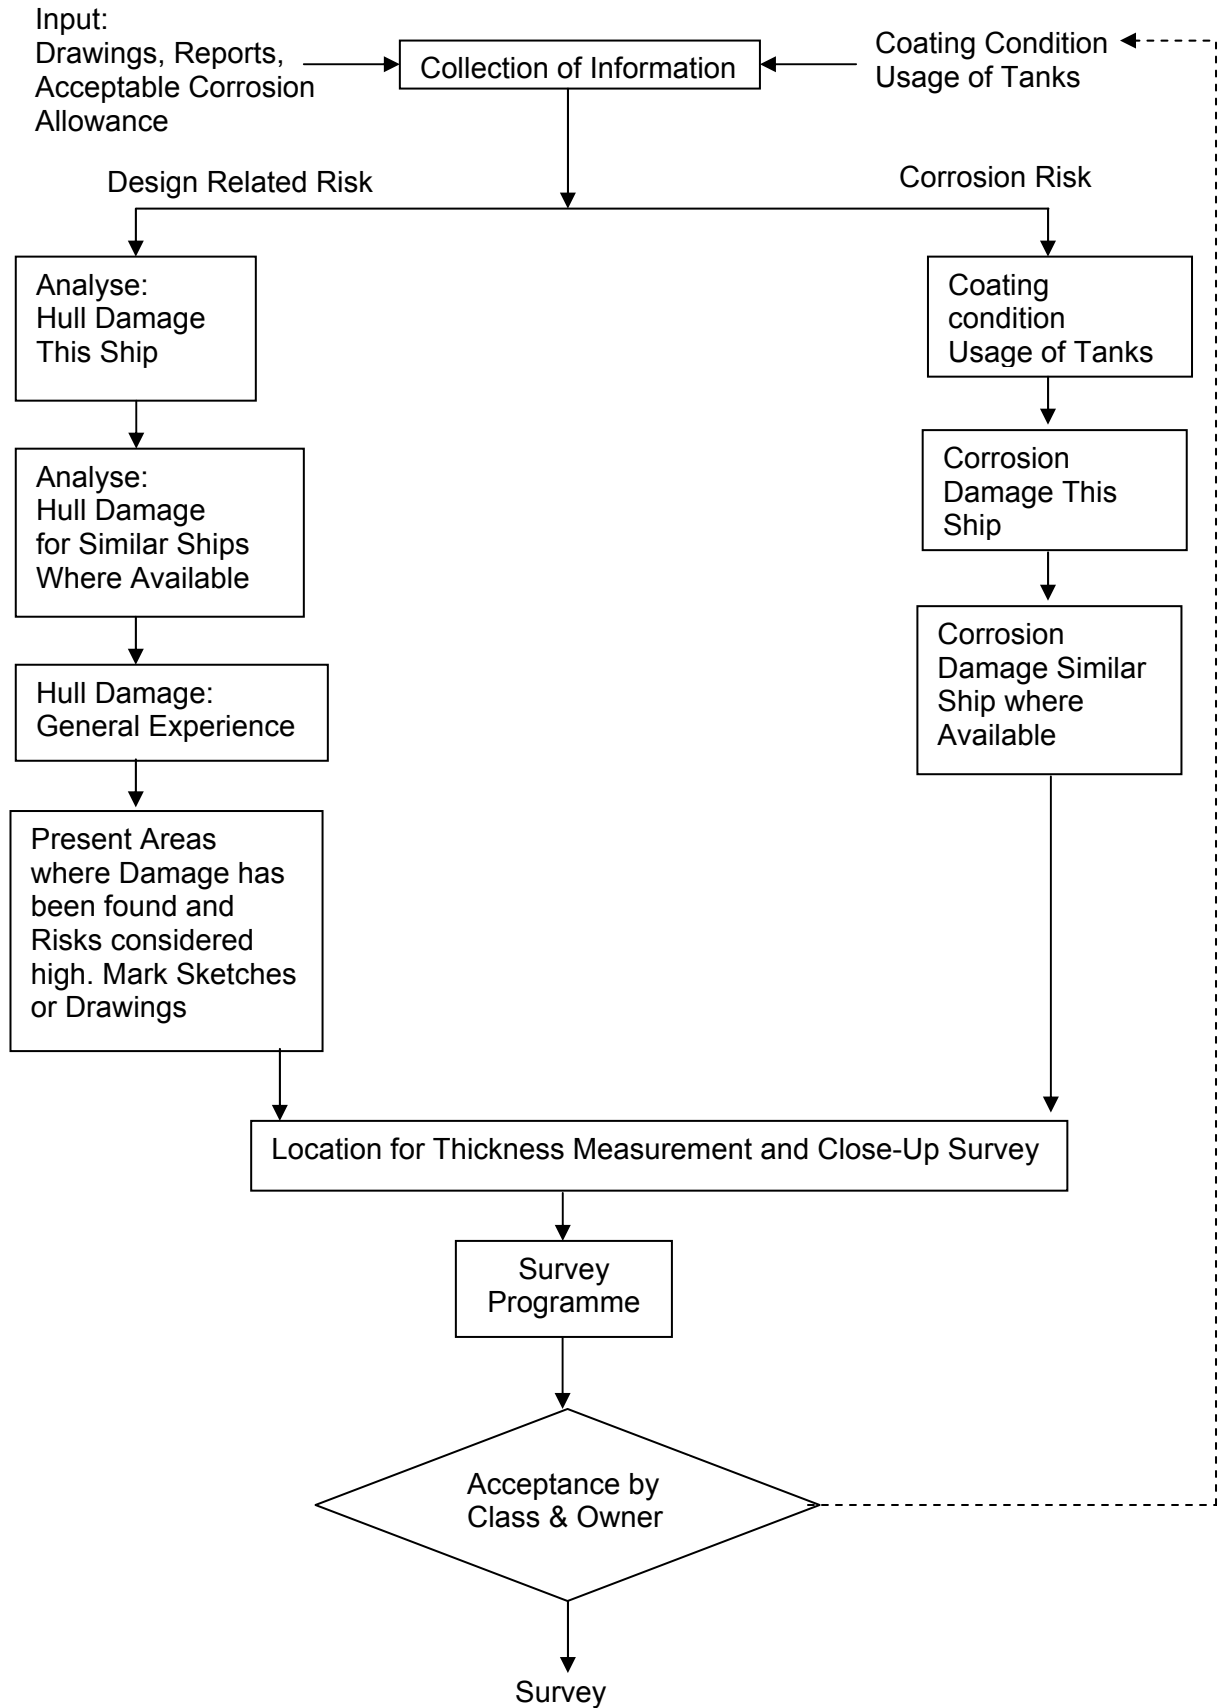 Input:
Drawings, Reports,
Acceptable Corrosion
Allowance
Collection of Information
Coating Condition
Usage of Tanks
Design Related Risk
Corrosion Risk
Analyse:
Hull Damage
This Ship
Coating
condition
Usage of Tanks
Analyse:
Hull Damage
for Similar Ships
Where Available
Corrosion
Damage This
Ship
Hull Damage:
General Experience
Corrosion
Damage Similar
Ship where
Available
Present Areas
where Damage has
been found and
Risks considered
high. Mark Sketches
or Drawings
Location for Thickness Measurement and Close-Up Survey
Survey
Programme
Acceptance by
Class & Owner
Survey